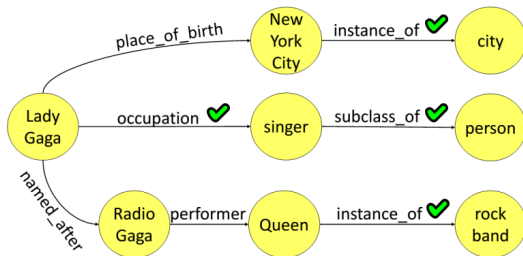 New
York
City
place_of_birth
instance_of
city
Lady
Gaga
occupation
singer
subclass_of
person
named_after
Radio
Gaga
performer
Queen
instance_of
rock
band